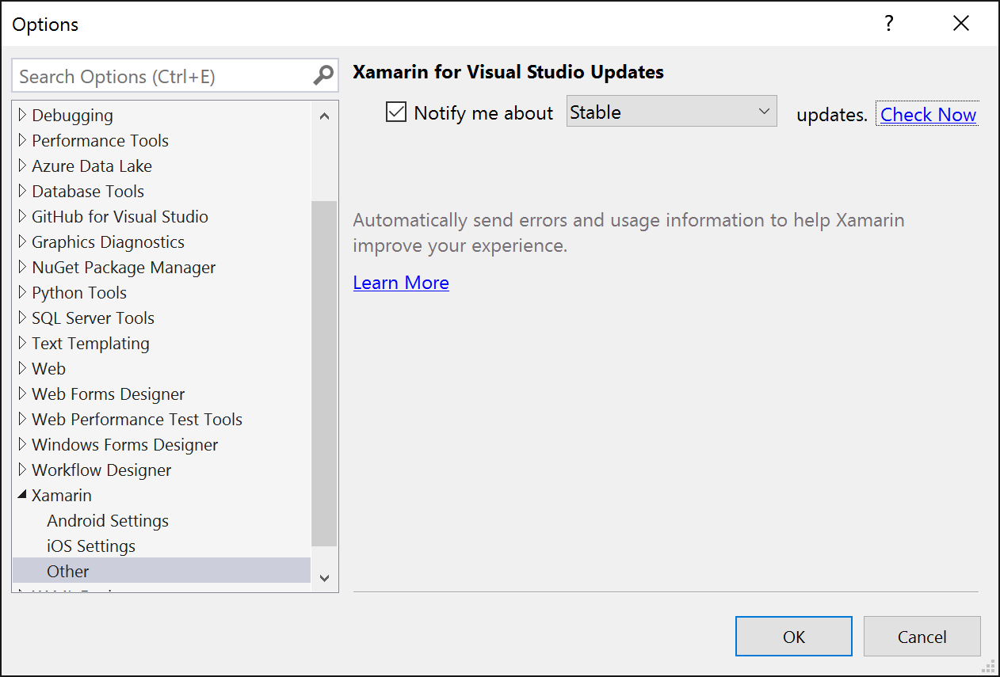 Options
?
Search Options (Ctrl+E)
Debugging
Performance Tools
Azure Data Lake
Database Tools
GitHub for Visual Studio
Graphics Diagnostics
NuGet Package Manager
Python Tools
SQL Server Tools
Text Templating
Web
Web Forms Designer
Web Performance Test Tools
Windows Forms Designer
Workflow Designer
Xamarin
Android Settings
iOS Settings
Other
Xamarin for Visual Studio Updates
Notify me about Stable updates. Check Now
Automatically send errors and usage information to help Xamarin
improve your experience.
Learn More
OK Cancel